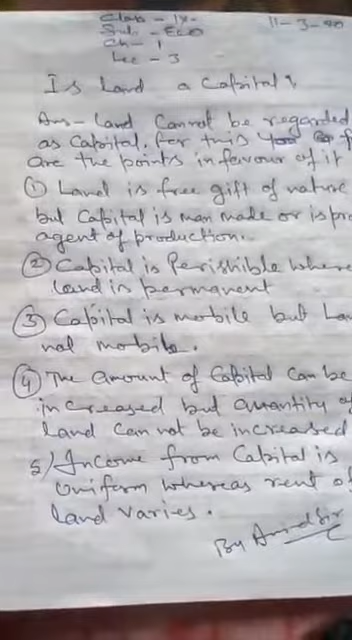 Class - IX
Sub - ECO
Ch - 1
Lec - 3
11-3-
Is Land a Capital?
Ans - Land Cannot be regarded
as Capital. For this
are the points in favour of it
① Land is free gift of nature
but Capital is man made or is
agent of production.
② Capital is Perishible where
land is permanent
③ Capital is mobile but
not mobile.
④ The amount of Capital can be
increased but quantity of
land can not be increased
5) Income from Capital is
Uniform whereas rent of
land varies.
By Anand Sir